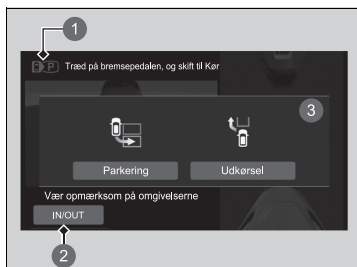 1
P Træd på bremsepedalen, og skift til Kør
3
Parkering Udkørsel
Vær opmærksom på omgivelserne
IN/OUT
2